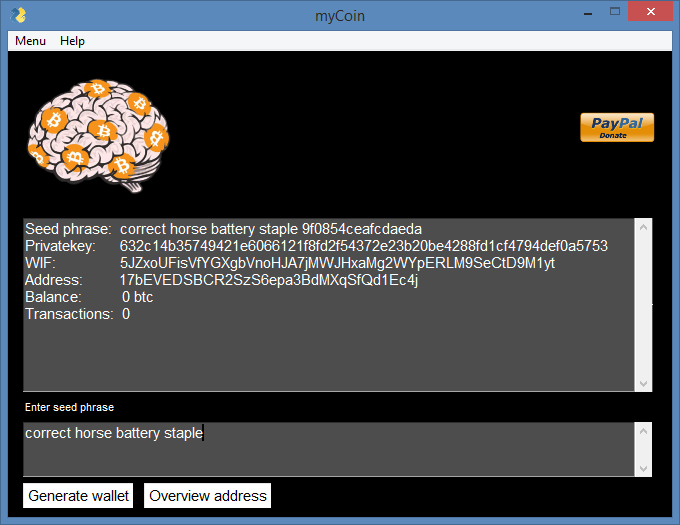 myCoin
Menu Help
PayPal
Donate
Seed phrase: correct horse battery staple 9f0854ceafcdaeda
Privatekey: 632c14b35749421e6066121f8fd2f54372e23b20be4288fd1cf4794def0a5753
WIF: 5JZxoUFisVfYGXgbVnoHJA7jMWJHxaMg2WYpERLM9SeCtD9M1yt
Address: 17bEVEDSBCR2SzS6epa3BdMXqSfQd1Ec4j
Balance: 0 btc
Transactions: 0
Enter seed phrase
correct horse battery staple
Generate wallet Overview address